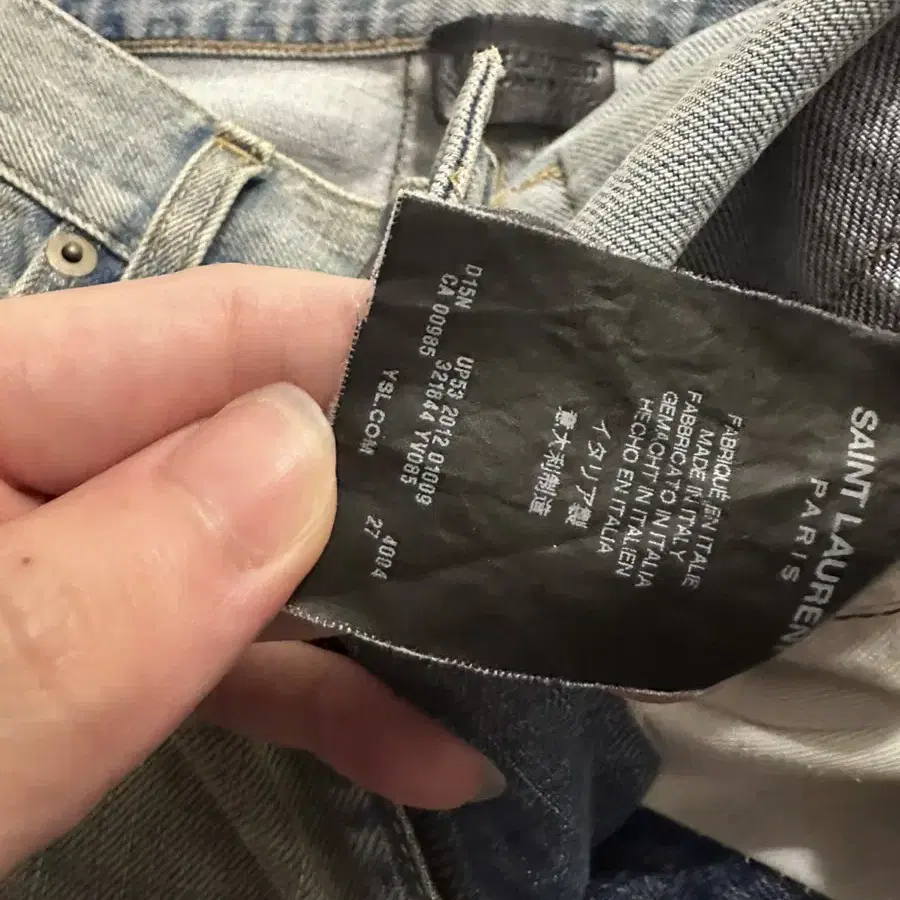 SAINT LAURENT
PARIS
FABRIQUÉ EN ITALIE
MADE IN ITALY
FABBRICATO IN ITALIA
GEMACHT IN ITALIEN
HECHO EN ITALIA
イタリア製
意大利制造
D15N UP53 2012 01009 4004
CA 00985 321844 YV085 27
YSL.COM